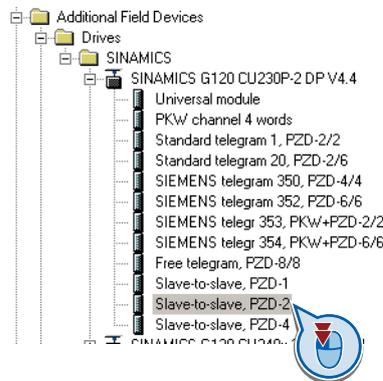 Additional Field Devices
Drives
SINAMICS
SINAMICS G120 CU230P-2 DP V4.4
Universal module
PKW channel 4 words
Standard telegram 1, PZD-2/2
Standard telegram 20, PZD-2/6
SIEMENS telegram 350, PZD-4/4
SIEMENS telegram 352, PZD-6/6
SIEMENS telegr 353, PKW+PZD-2/2
SIEMENS telegr 354, PKW+PZD-6/6
Free telegram, PZD-8/8
Slave-to-slave, PZD-1
Slave-to-slave, PZD-2
Slave-to-slave, PZD-4
SINAMICS G120